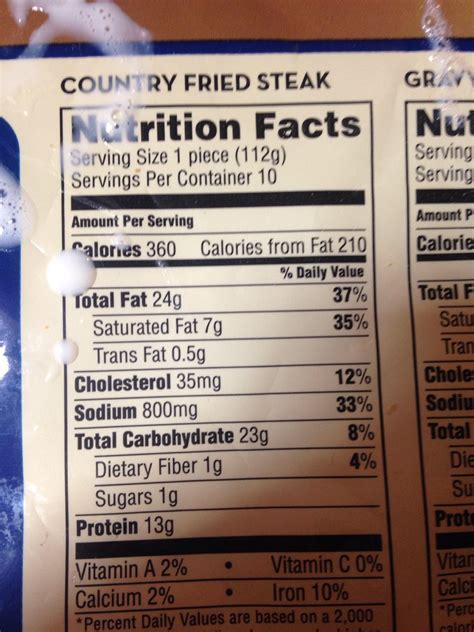 COUNTRY FRIED STEAK
Nutrition Facts
Serving Size 1 piece (112g)
Servings Per Container 10
Amount Per Serving
Calories 360 Calories from Fat 210
% Daily Value
Total Fat 24g 37%
Saturated Fat 7g 35%
Trans Fat 0.5g
Cholesterol 35mg 12%
Sodium 800mg 33%
Total Carbohydrate 23g 8%
Dietary Fiber 1g 4%
Sugars 1g
Protein 13g
Vitamin A 2% • Vitamin C 0%
Calcium 2% • Iron 10%
*Percent Daily Values are based on a 2,000
GRAV
Nut
Serving
Serving
Amount P
Calorie
Total F
Satu
Tran
Chole
Sodiu
Total
Die
Su
Prote
Vitan
Calci
*Perc